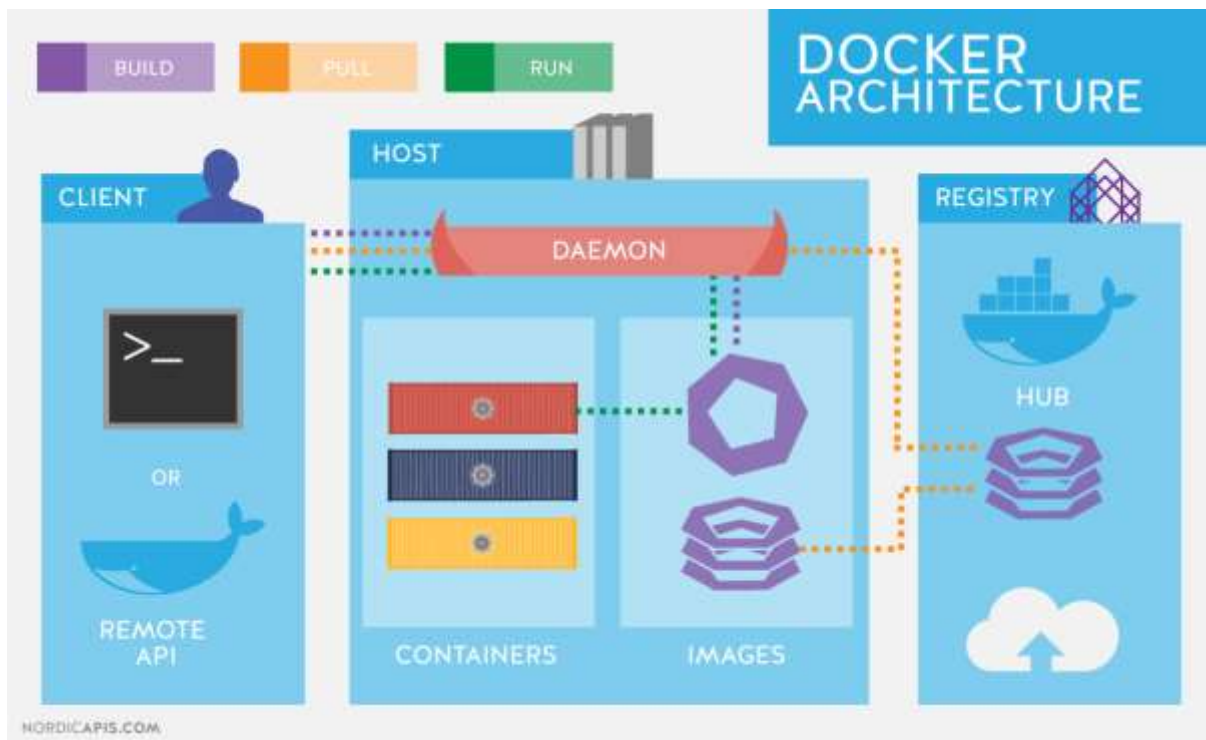 BUILD
PULL
RUN
DOCKER
ARCHITECTURE
HOST
CLIENT
REGISTRY
DAEMON
>_
HUB
OR
REMOTE
API
CONTAINERS
IMAGES
NORDICAPIS.COM